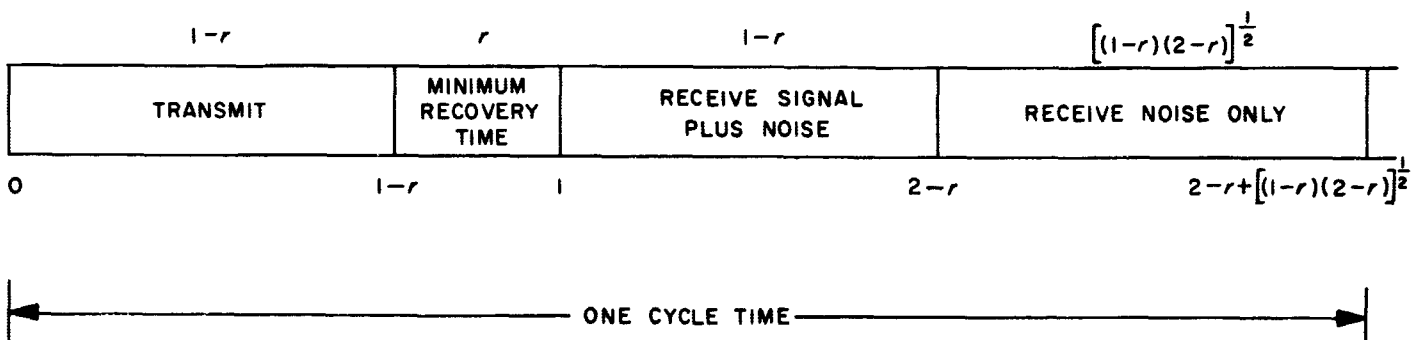 1-r r 1-r [(1-r)(2-r)]^{1/2}
TRANSMIT
MINIMUM
RECOVERY
TIME
RECEIVE SIGNAL
PLUS NOISE
RECEIVE NOISE ONLY
0 1-r 1 2-r 2-r+[(1-r)(2-r)]^{1/2}
ONE CYCLE TIME